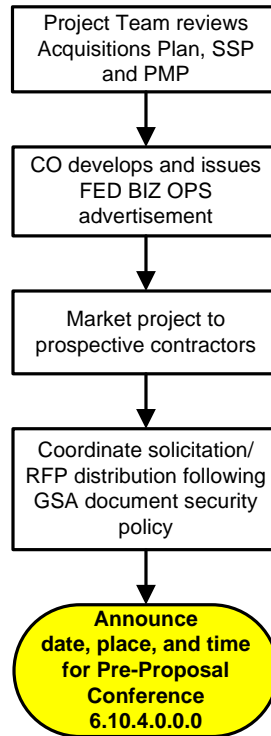 Project Team reviews
Acquisitions Plan, SSP
and PMP
CO develops and issues
FED BIZ OPS
advertisement
Market project to
prospective contractors
Coordinate solicitation/
RFP distribution following
GSA document security
policy
Announce
date, place, and time
for Pre-Proposal
Conference
6.10.4.0.0.0